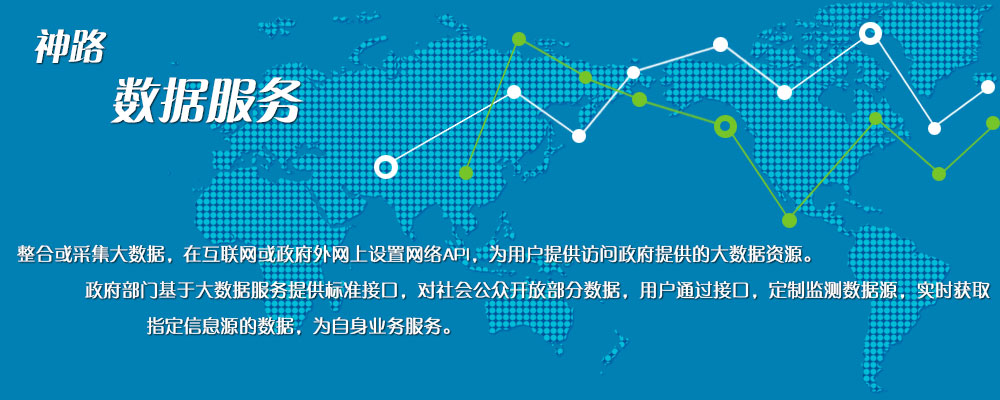 神路
数据服务
整合或采集大数据，在互联网或政府外网上设置网络API，为用户提供访问政府提供的大数据资源。
政府部门基于大数据服务提供标准接口，对社会公众开放部分数据，用户通过接口，定制监测数据源，实时获取
指定信息源的数据，为自身业务服务。